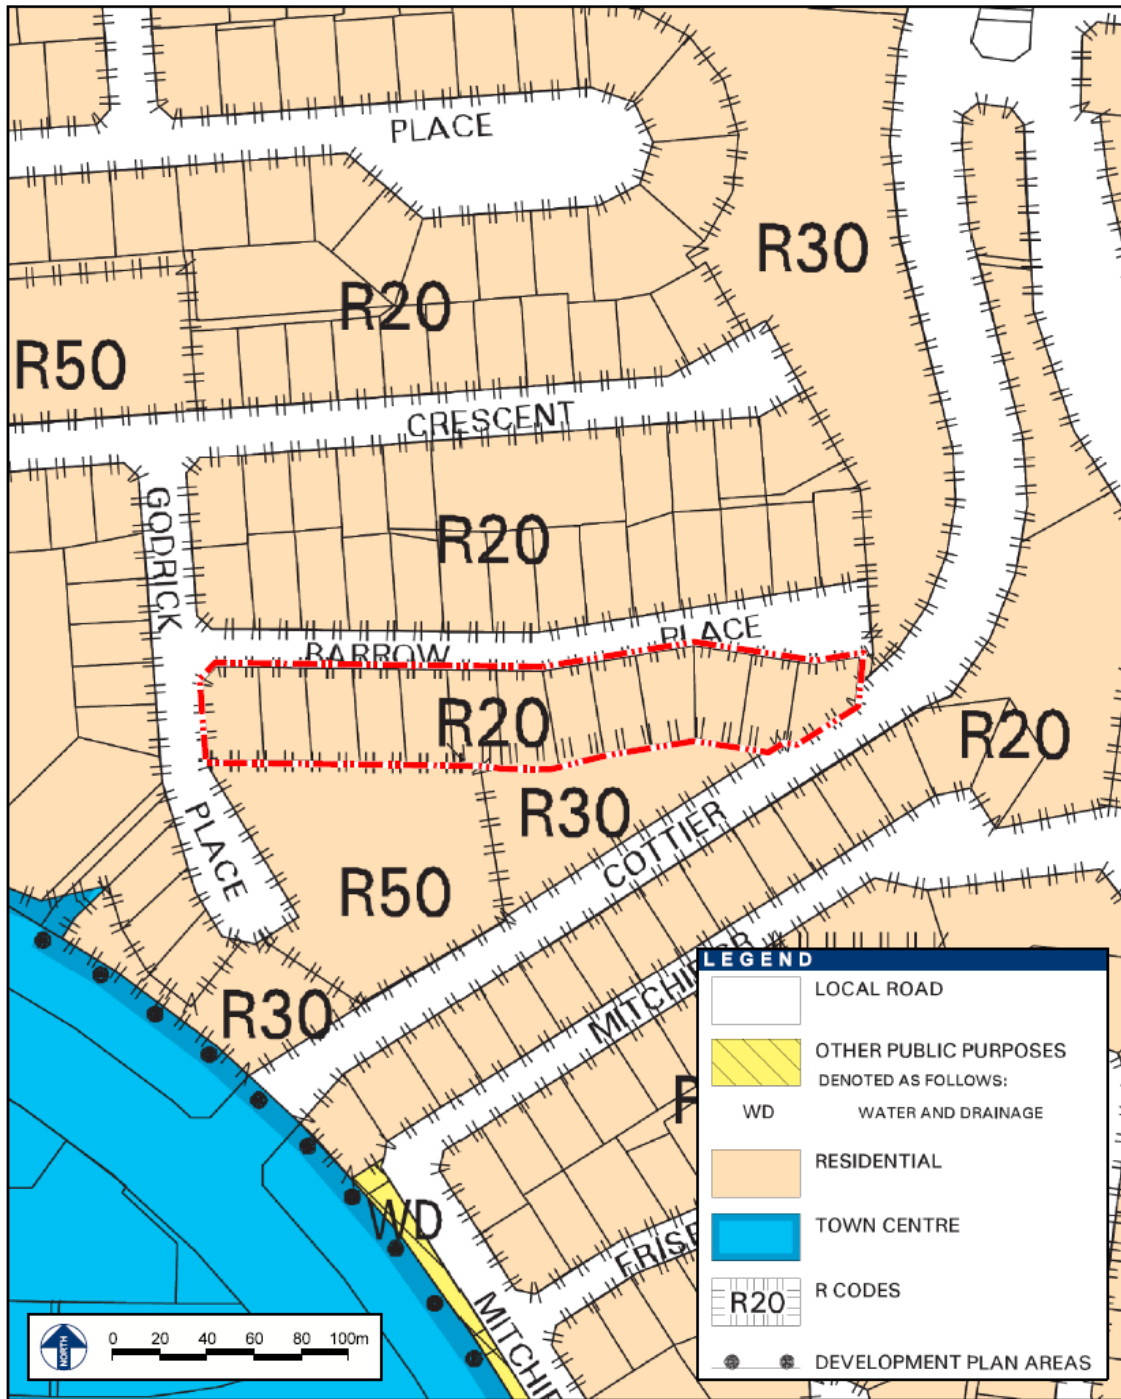 PLACE
R30
R20
R50
CRESCENT
GODRICK
R20
BARROW
PLACE
R20
R20
R30
COTTIER
PLACE
R50
R30
WD
LEGEND
LOCAL ROAD
OTHER PUBLIC PURPOSES
DENOTED AS FOLLOWS:
WD WATER AND DRAINAGE
RESIDENTIAL
TOWN CENTRE
R20 R CODES
DEVELOPMENT PLAN AREAS
NORTH
0 20 40 60 80 100m